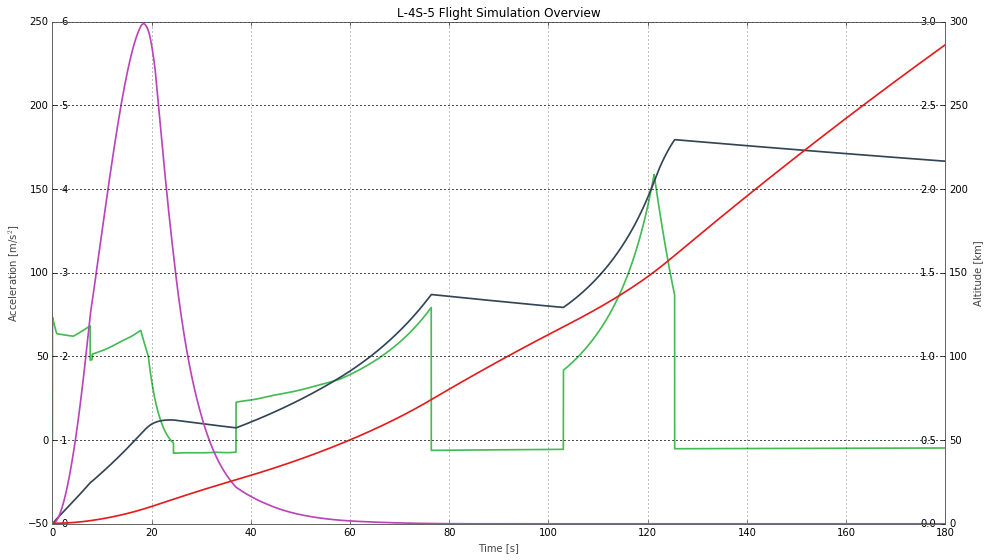 L-4S-5 Flight Simulation Overview
250 6 3.0 300
200 5 2.5 250
150 4 2.0 200
100 3 1.5 150
50 2 1.0 100
0 1 0.5 50
−50 0 0.0 0
0 20 40 60 80 100 120 140 160 180
Acceleration [m/s²]
Altitude [km]
Time [s]